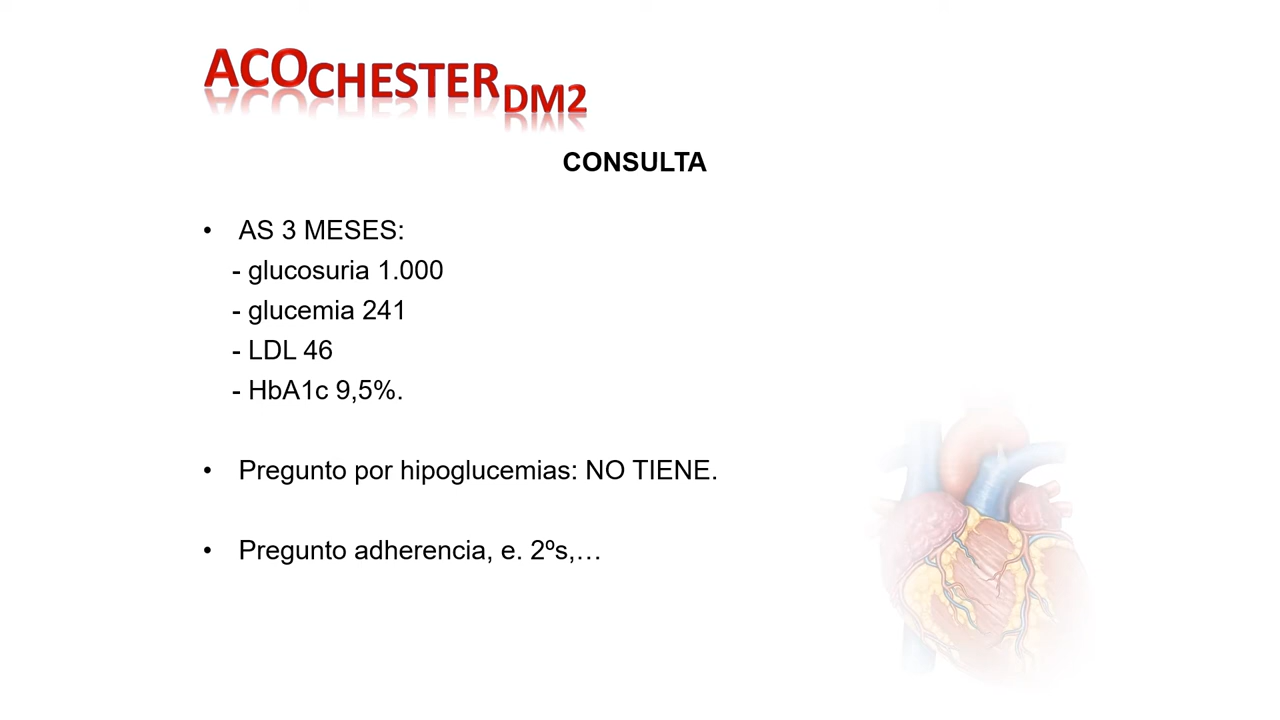 ACOCHESTERDM2
CONSULTA
• AS 3 MESES:
- glucosuria 1.000
- glucemia 241
- LDL 46
- HbA1c 9,5%.
• Pregunto por hipoglucemias: NO TIENE.
• Pregunto adherencia, e. 2ºs,…